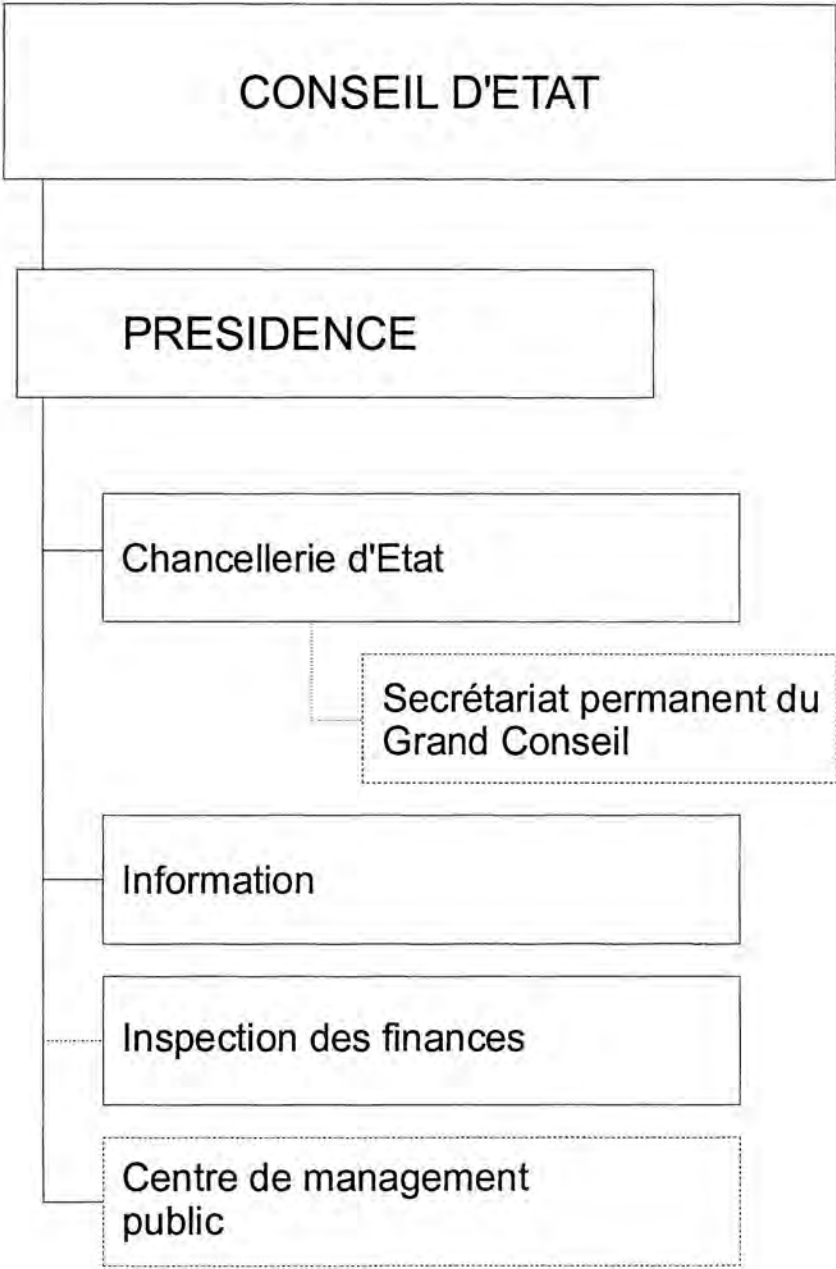 CONSEIL D'ETAT
PRESIDENCE
Chancellerie d'Etat
Secrétariat permanent du
Grand Conseil
Information
Inspection des finances
Centre de management
public